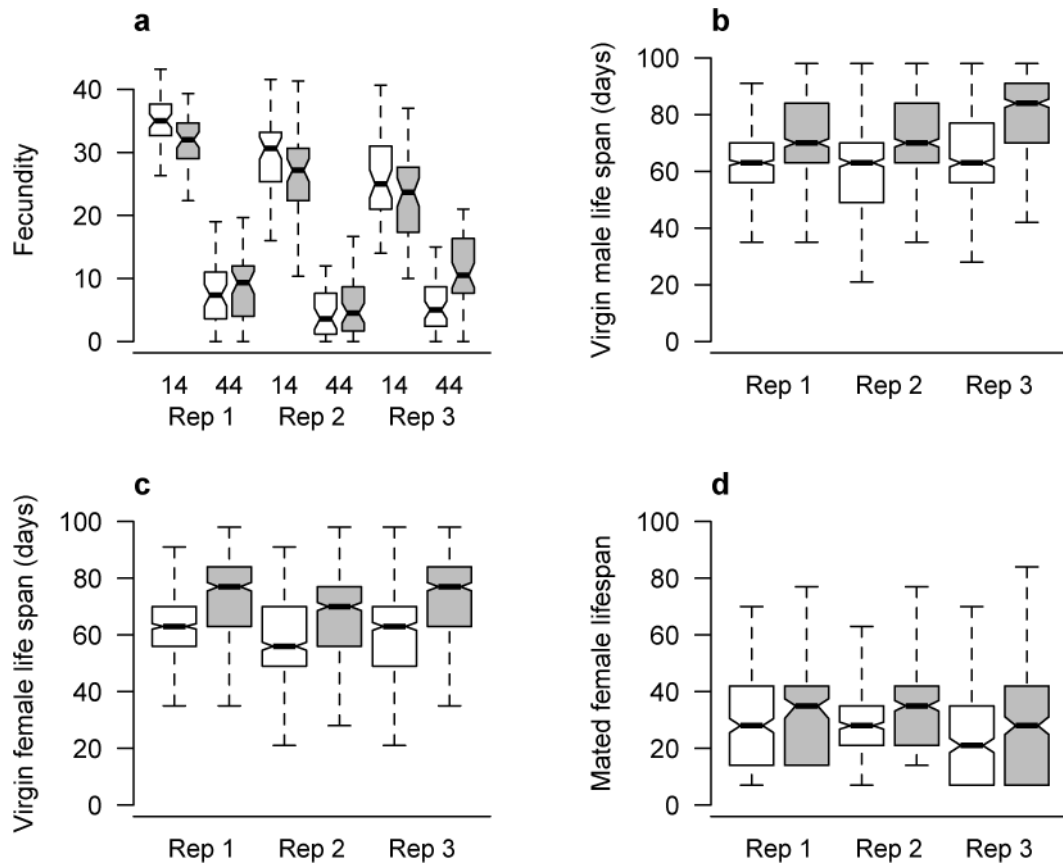 a
Fecundity
40
30
20
10
0
14 44 14 44 14 44
Rep 1 Rep 2 Rep 3
b
Virgin male life span (days)
100
80
60
40
20
0
Rep 1 Rep 2 Rep 3
c
Virgin female life span (days)
100
80
60
40
20
0
Rep 1 Rep 2 Rep 3
d
Mated female lifespan
100
80
60
40
20
0
Rep 1 Rep 2 Rep 3